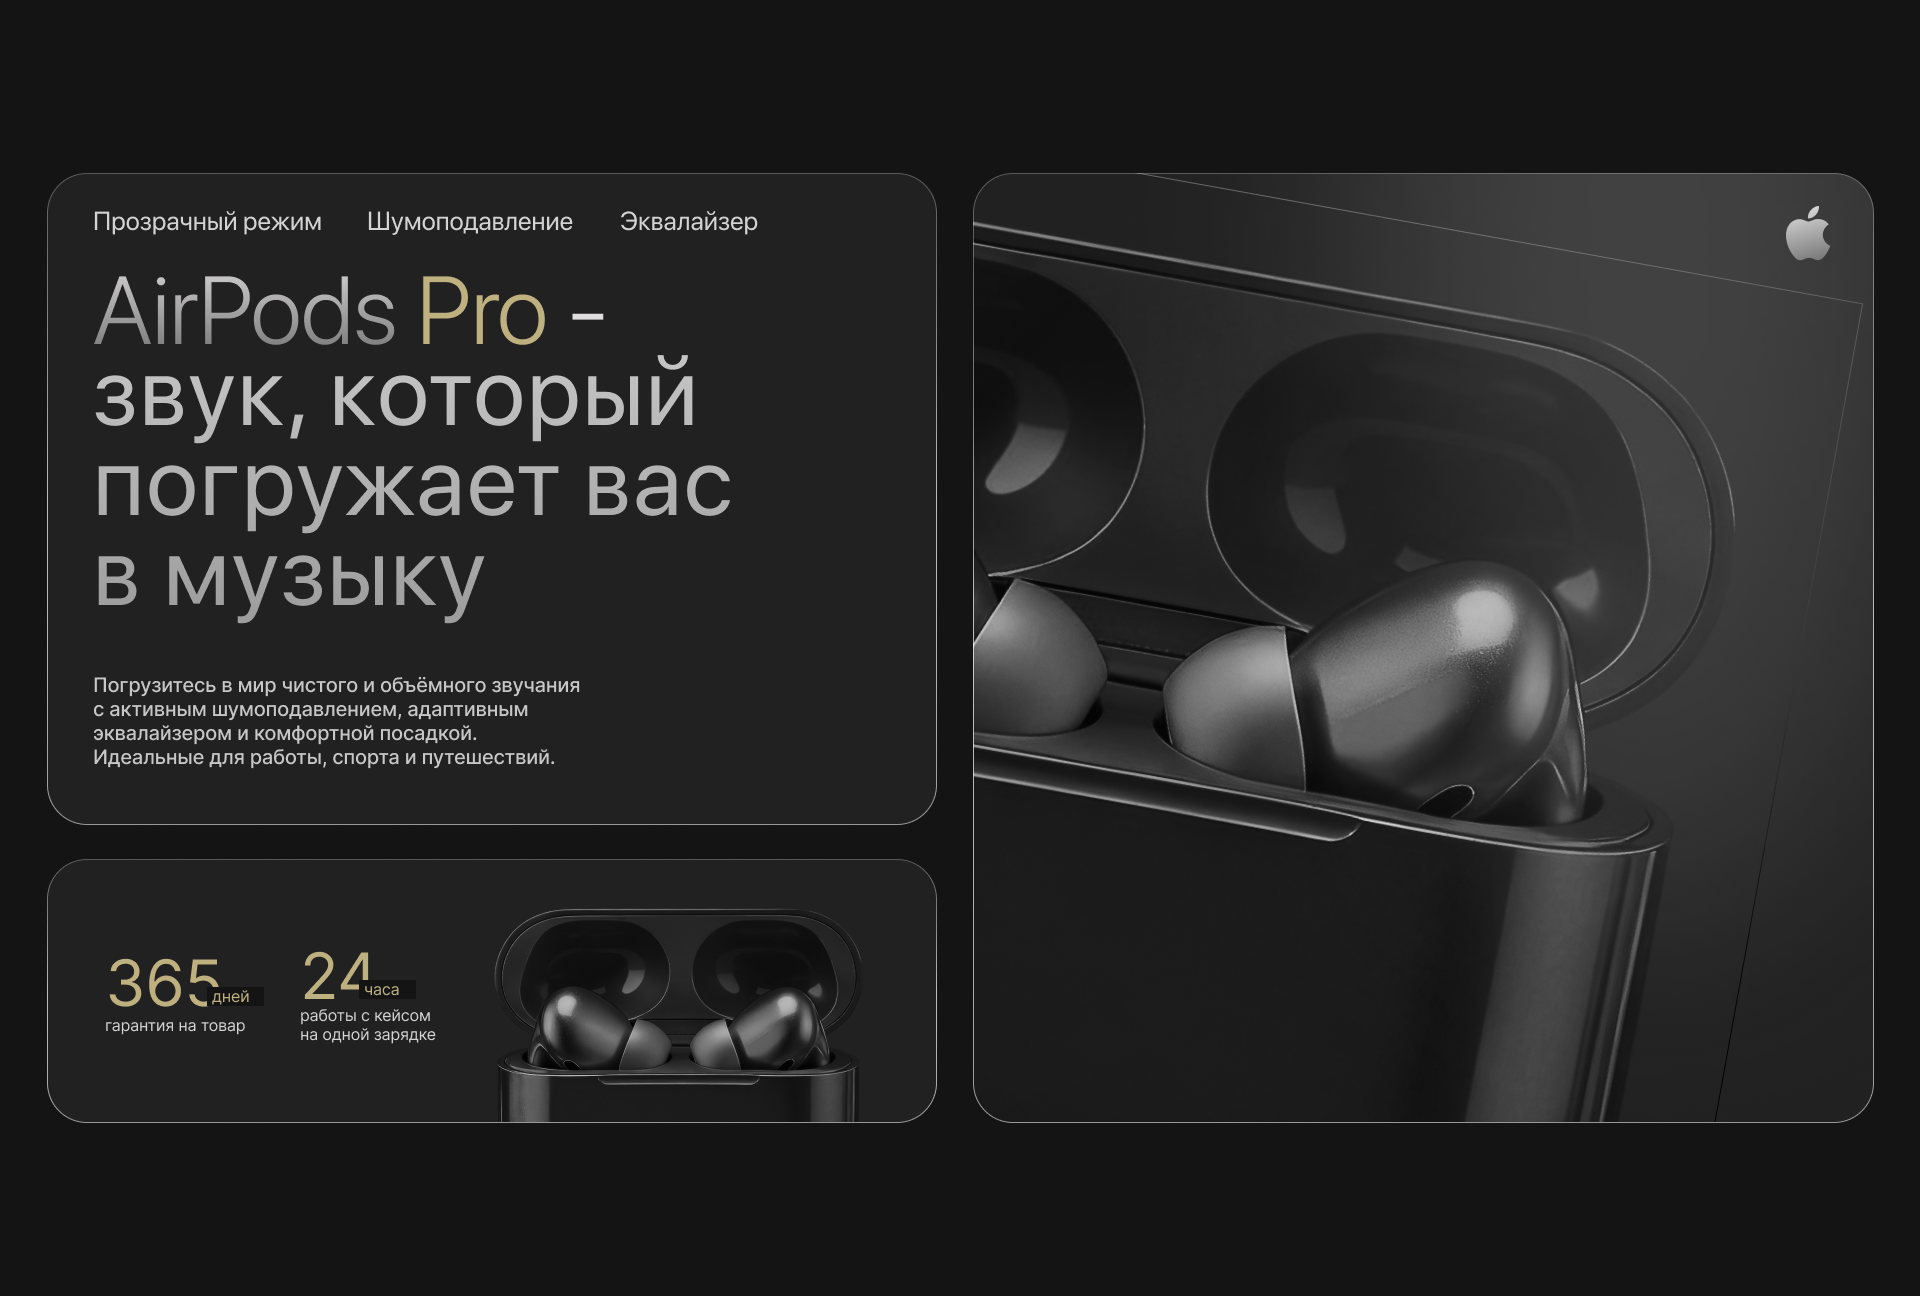 Прозрачный режим Шумоподавление Эквалайзер
AirPods Pro -
звук, который
погружает вас
в музыку
Погрузитесь в мир чистого и объёмного звучания
с активным шумоподавлением, адаптивным
эквалайзером и комфортной посадкой.
Идеальные для работы, спорта и путешествий.
365 дней
гарантия на товар
24 часа
работы с кейсом
на одной зарядке